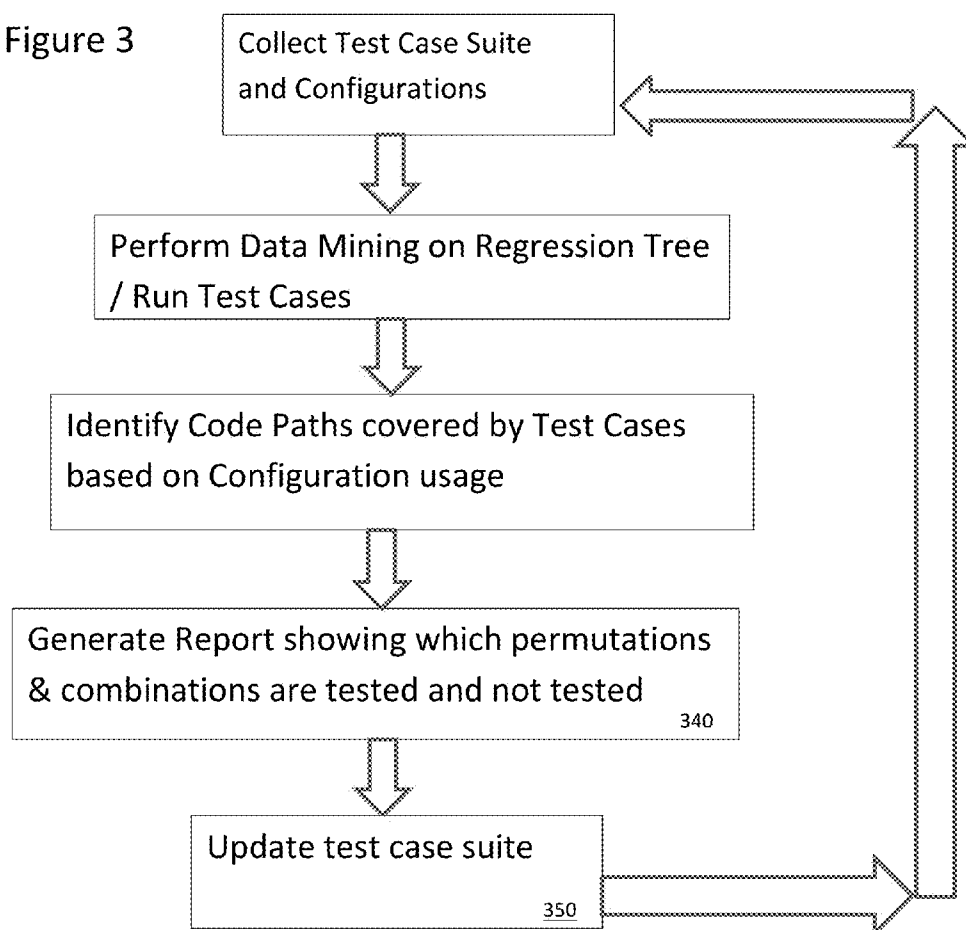 Figure 3
Collect Test Case Suite
and Configurations
Perform Data Mining on Regression Tree
/ Run Test Cases
Identify Code Paths covered by Test Cases
based on Configuration usage
Generate Report showing which permutations
& combinations are tested and not tested
340
Update test case suite
350